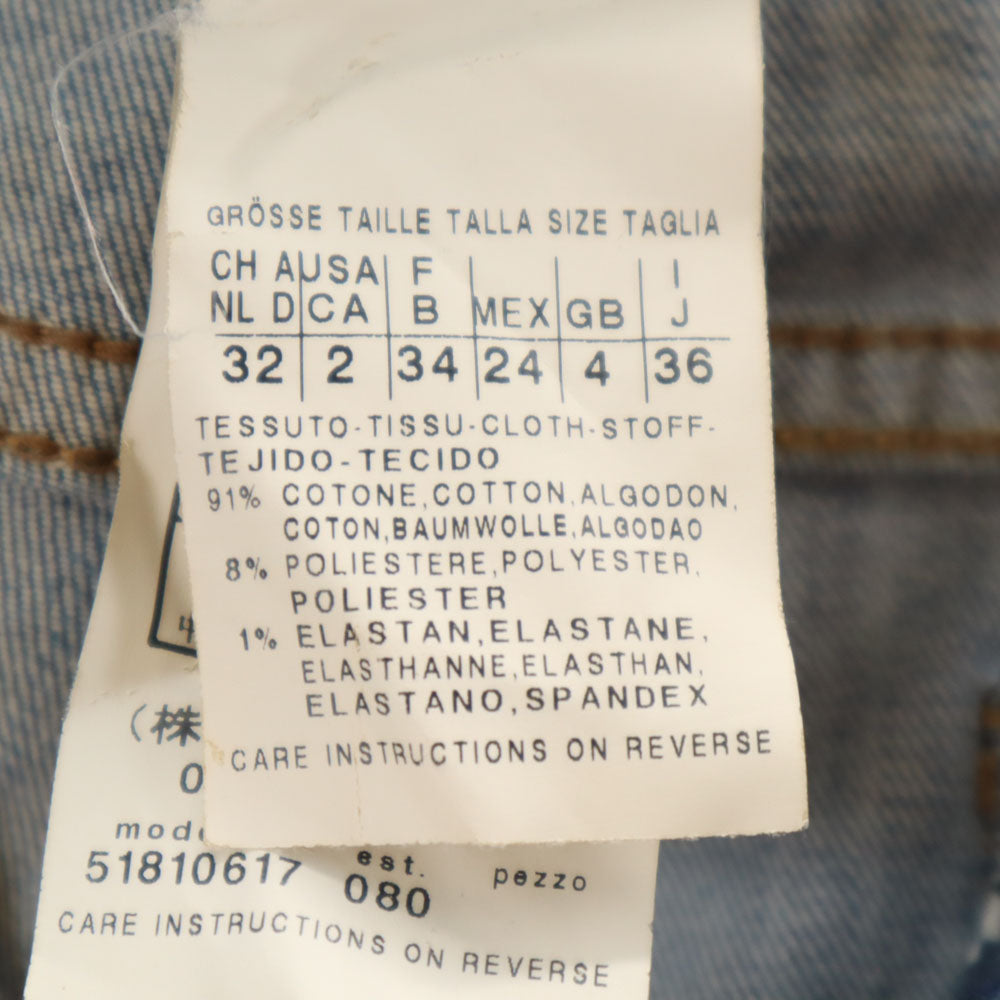 GRÖSSE TAILLE TALLA SIZE TAGLIA
CH A USA F I
NL D CA B MEX GB J
32 2 34 24 4 36
TESSUTO-TISSU-CLOTH-STOFF-
TEJIDO-TECIDO
91% COTONE,COTTON,ALGODON,
COTON,BAUMWOLLE,ALGODAO
8% POLIESTERE,POLYESTER,
POLIESTER
1% ELASTAN,ELASTANE,
ELASTHANNE,ELASTHAN,
ELASTANO,SPANDEX
CARE INSTRUCTIONS ON REVERSE
(株
0
mode
est.
pezzo
51810617
080
CARE INSTRUCTIONS ON REVERSE